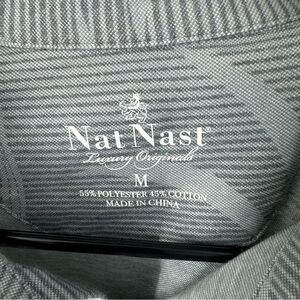 Nat Nast®
Luxury Originals
M
55% POLYESTER 45% COTTON
MADE IN CHINA